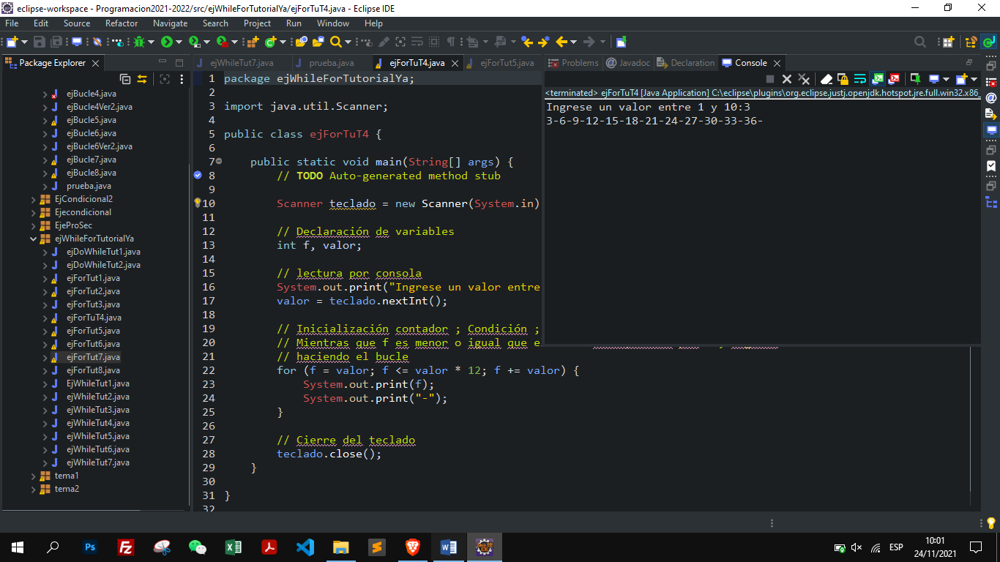 eclipse-workspace - Programacion2021-2022/src/ejWhileForTutorialYa/ejForTuT4.java - Eclipse IDE
File Edit Source Refactor Navigate Search Project Run Window Help
Package Explorer
ejBucle4.java
ejBucle4Ver2.java
ejBucle5.java
ejBucle6.java
ejBucle6Ver2.java
ejBucle7.java
ejBucle8.java
prueba.java
EjCondicional2
Ejecondicional
EjeProSec
ejWhileForTutorialYa
ejDoWhileTut1.java
ejDoWhileTut2.java
ejForTut1.java
ejForTut2.java
ejForTut3.java
ejForTuT4.java
ejForTut5.java
ejForTut6.java
ejForTut7.java
ejForTut8.java
EjWhileTut1.java
ejWhileTut2.java
ejWhileTut3.java
ejWhileTut4.java
ejWhileTut5.java
ejWhileTut6.java
ejWhileTut7.java
tema1
tema2
ejWhileTut7.java prueba.java ejForTuT4.java ejForTut5.java
1 package ejWhileForTutorialYa;
2
3 import java.util.Scanner;
4
5 public class ejForTuT4 {
6
7 public static void main(String[] args) {
8 // TODO Auto-generated method stub
9
10 Scanner teclado = new Scanner(System.in)
11
12 // Declaración de variables
13 int f, valor;
14
15 // lectura por consola
16 System.out.print("Ingrese un valor entre
17 valor = teclado.nextInt();
18
19 // Inicialización contador ; Condición ;
20 // Mientras que f es menor o igual que e
21 // haciendo el bucle
22 for (f = valor; f <= valor * 12; f += valor) {
23 System.out.print(f);
24 System.out.print("-");
25 }
26
27 // Cierre del teclado
28 teclado.close();
29 }
30
31 }
32
Problems Javadoc Declaration Console
<terminated> ejForTuT4 [Java Application] C:\eclipse\plugins\org.eclipse.justj.openjdk.hotspot.jre.full.win32.x86_
Ingrese un valor entre 1 y 10:3
3-6-9-12-15-18-21-24-27-30-33-36-
Ps
Fz
ESP
10:01
24/11/2021